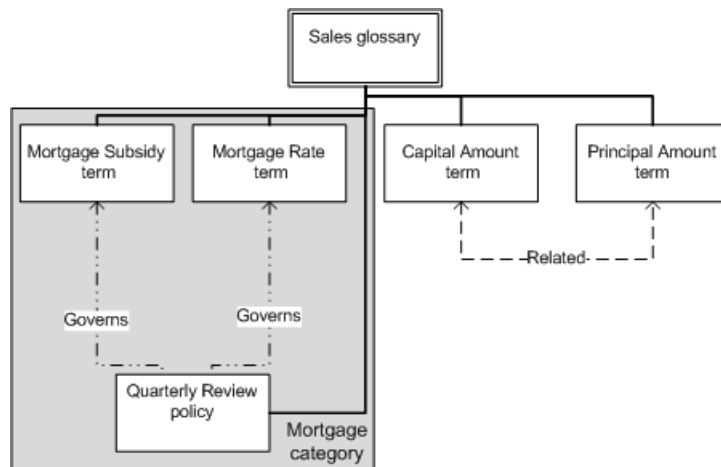 Sales glossary
Mortgage Subsidy
term
Mortgage Rate
term
Capital Amount
term
Principal Amount
term
Related
Governs
Governs
Quarterly Review
policy
Mortgage
category